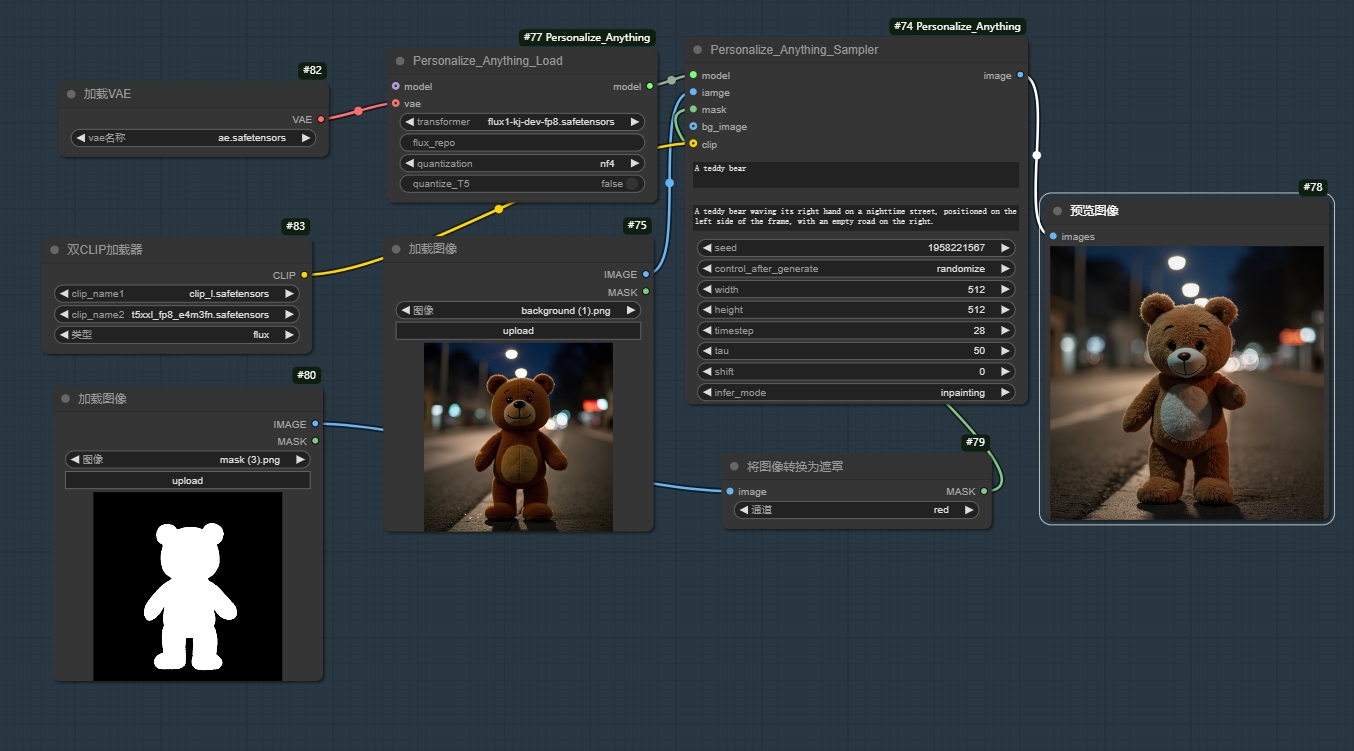 #82
加载VAE
VAE
vae名称 ae.safetensors
#77 Personalize_Anything
Personalize_Anything_Load
model model
vae
transformer flux1-kj-dev-fp8.safetensors
flux_repo
quantization nf4
quantize_T5 false
#74 Personalize_Anything
Personalize_Anything_Sampler
model image
iamge
mask
bg_image
clip
A teddy bear
A teddy bear waving its right hand on a nighttime street, positioned on the
left side of the frame, with an empty road on the right.
seed 1958221567
control_after_generate randomize
width 512
height 512
timestep 28
tau 50
shift 0
infer_mode inpainting
#78
预览图像
images
#83
双CLIP加载器
CLIP
clip_name1 clip_l.safetensors
clip_name2 t5xxl_fp8_e4m3fn.safetensors
类型 flux
#75
加载图像
IMAGE
MASK
图像 background (1).png
upload
#80
加载图像
IMAGE
MASK
图像 mask (3).png
upload
#79
将图像转换为遮罩
image MASK
通道 red